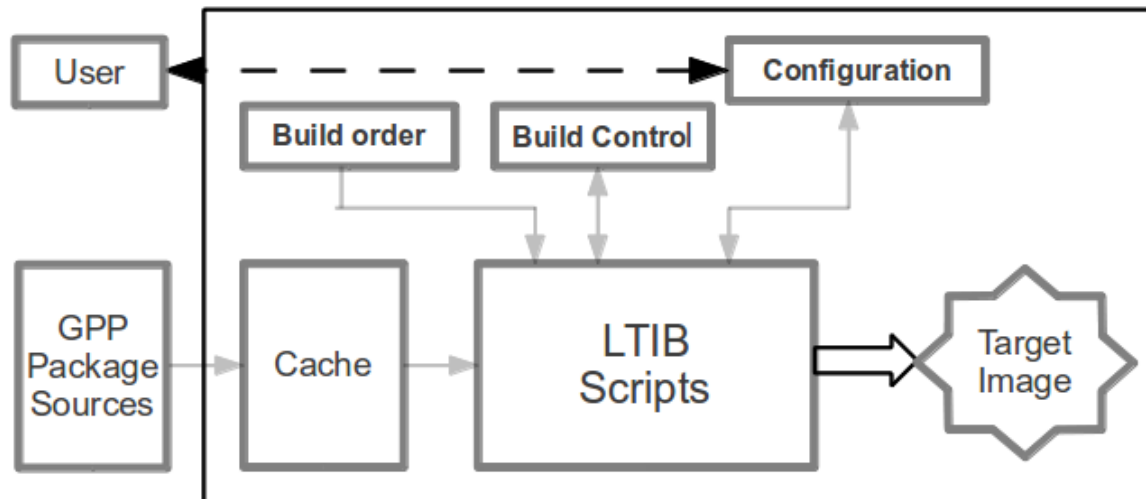 User
Configuration
Build order
Build Control
GPP
Package
Sources
Cache
LTIB
Scripts
Target
Image